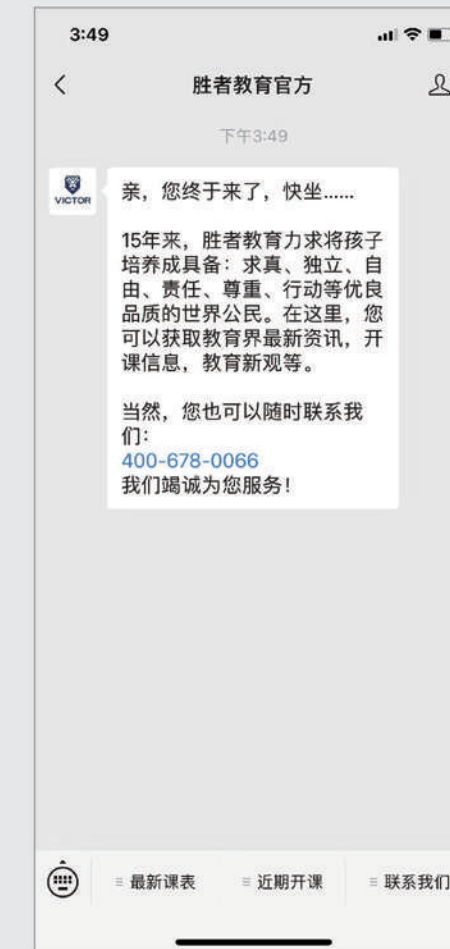 3:49
胜者教育官方
下午3:49
VICTOR
亲，您终于来了，快坐......
15年来，胜者教育力求将孩子
培养成具备：求真、独立、自
由、责任、尊重、行动等优良
品质的世界公民。在这里，您
可以获取教育界最新资讯，开
课信息，教育新观等。
当然，您也可以随时联系我
们：
400-678-0066
我们竭诚为您服务！
最新课表
近期开课
联系我们